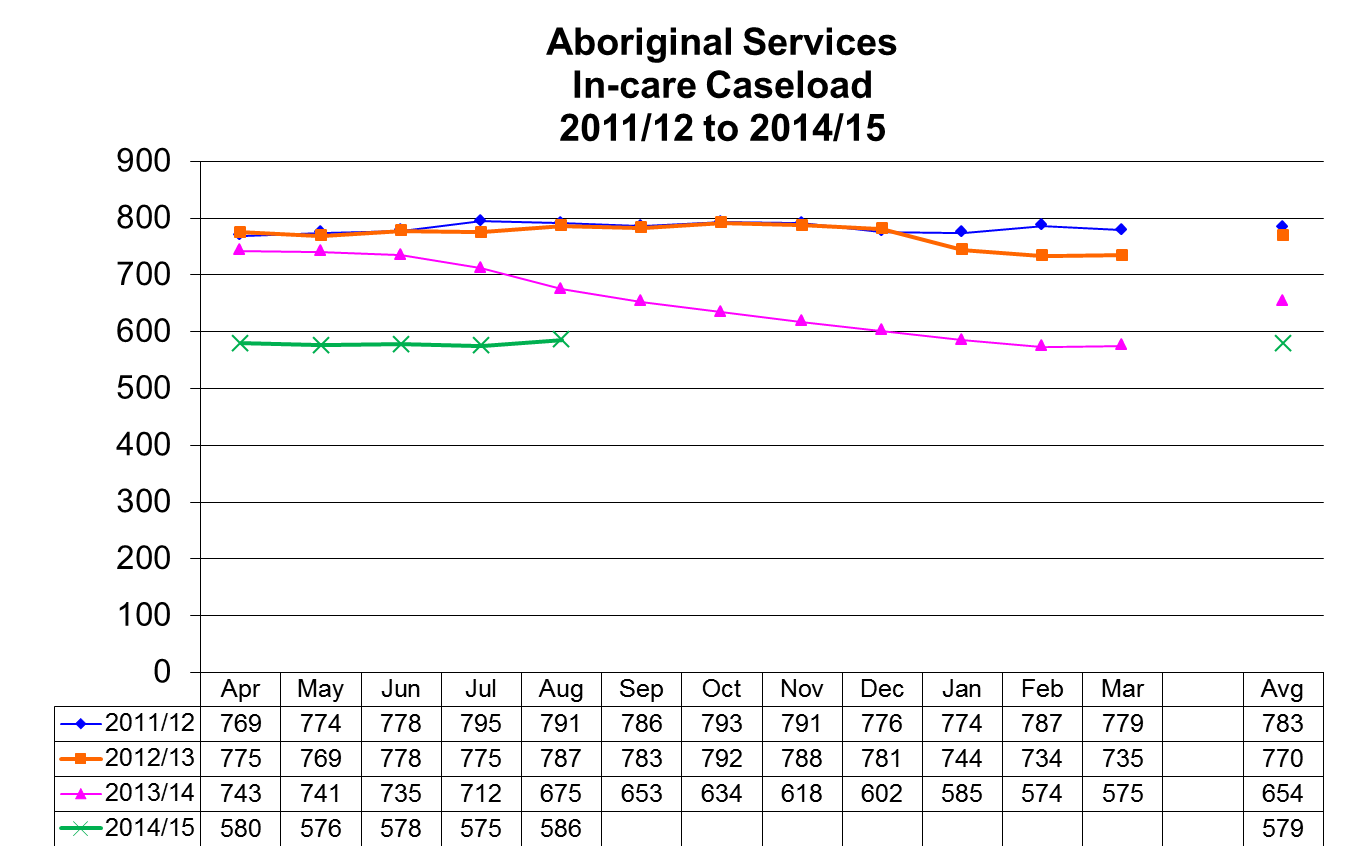 Aboriginal Services
In-care Caseload
2011/12 to 2014/15
900
800
700
600
500
400
300
200
100
0
Apr May Jun Jul Aug Sep Oct Nov Dec Jan Feb Mar Avg
2011/12 769 774 778 795 791 786 793 791 776 774 787 779 783
2012/13 775 769 778 775 787 783 792 788 781 744 734 735 770
2013/14 743 741 735 712 675 653 634 618 602 585 574 575 654
2014/15 580 576 578 575 586 579